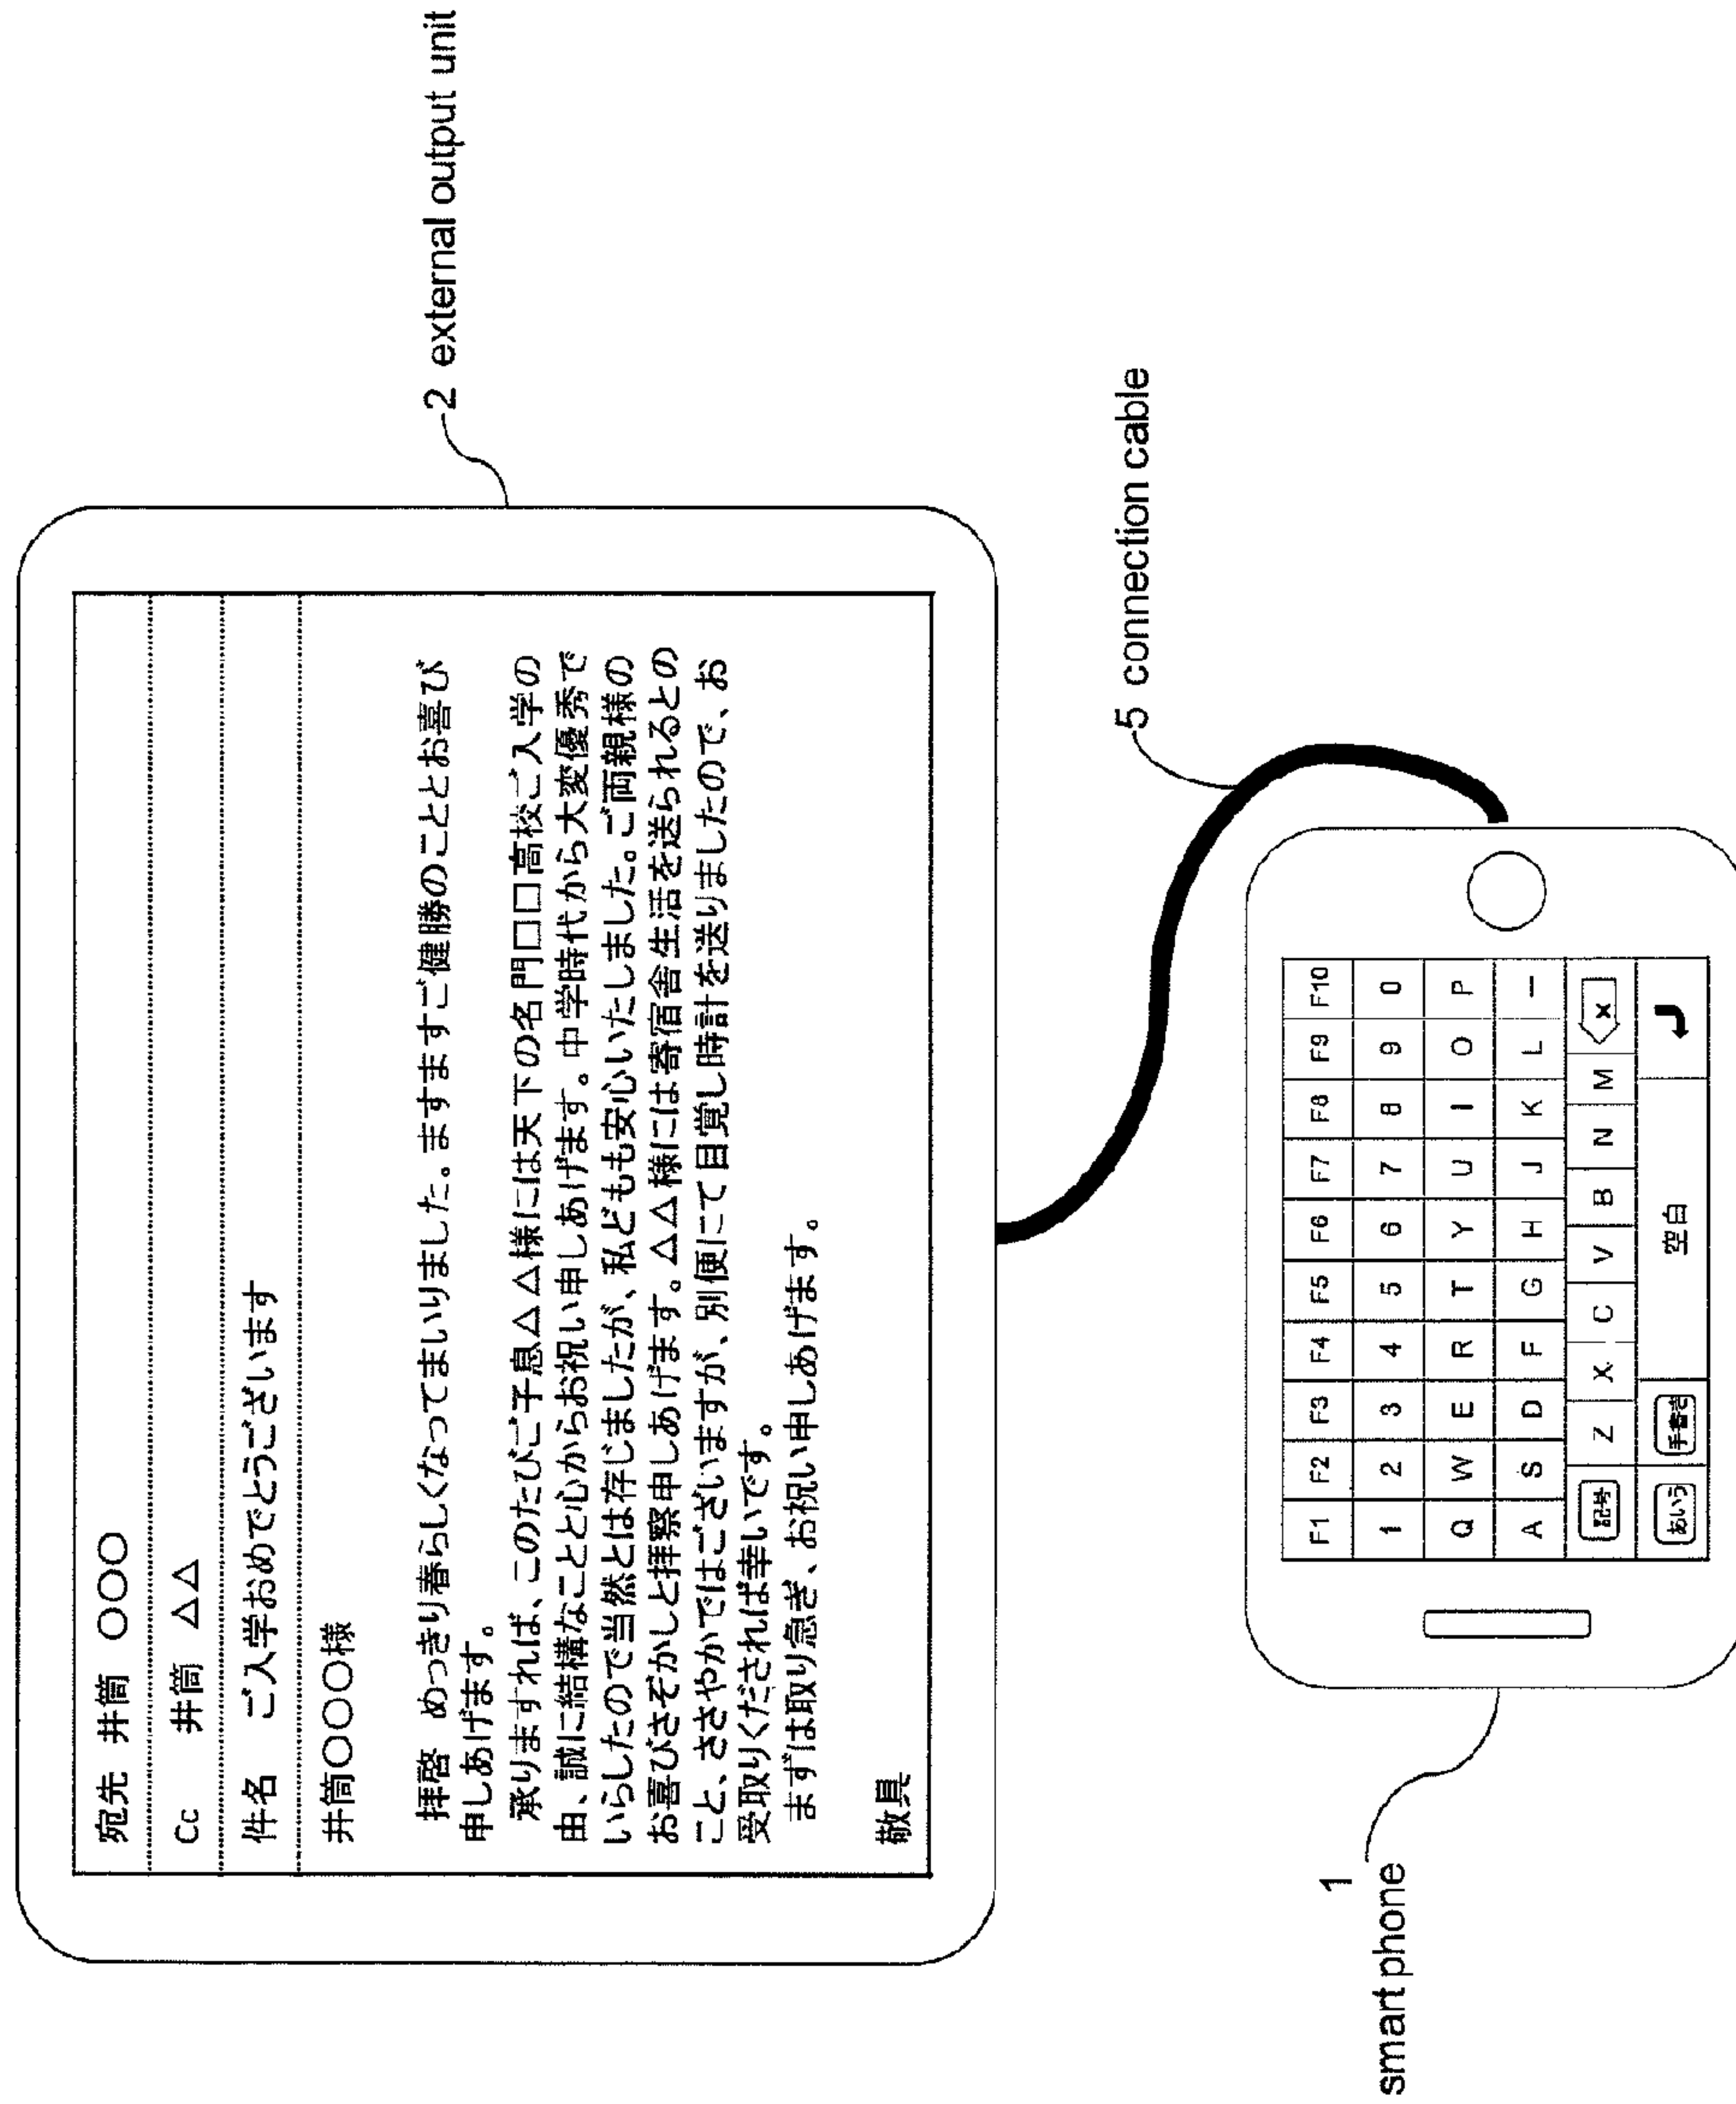 宛先 井筒 ○○○
Cc 井筒 △△
件名 ご入学おめでとうございます
井筒○○○様
拝啓 めっきり春らしくなってまいりました。ますますご健勝のこととお喜び
申しあげます。
承りますれば、このたびご子息△△様には天下の名門□□高校ご入学の
由、誠に結構なことと心からお祝い申しあげます。中学時代から大変優秀で
いらしたので当然とは存じましたが、私どもも安心いたしました。ご両親様の
お喜びさぞかしと拝察申しあげます。△△様には寄宿舎生活を送られるとの
こと、ささやかではございますが、別便にて目覚し時計を送りましたので、お
受取りくだされば幸いです。
まずは取り急ぎ、お祝い申しあげます。
敬具
2 external output unit
5 connection cable
F1 F2 F3 F4 F5 F6 F7 F8 F9 F10
1 2 3 4 5 6 7 8 9 0
Q W E R T Y U I O P
A S D F G H J K L ー
記号 Z X C V B N M ×
あいう 手書き 空白
1
smart phone